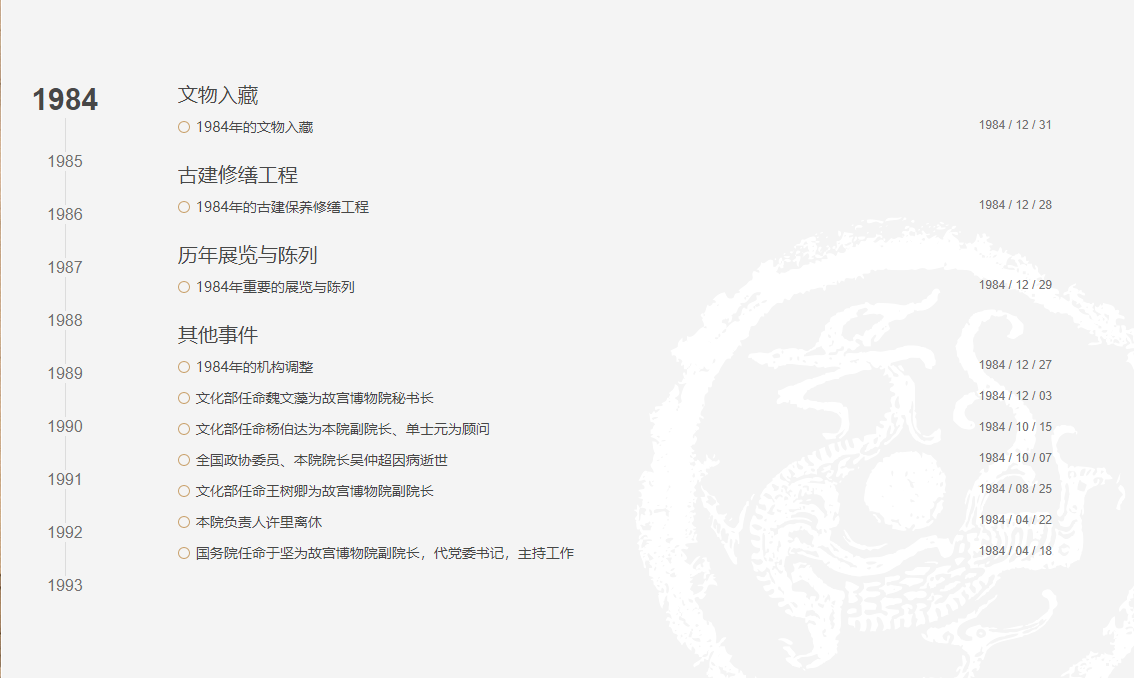 1984
1985
1986
1987
1988
1989
1990
1991
1992
1993
文物入藏
1984年的文物入藏 1984 / 12 / 31
古建修缮工程
1984年的古建保养修缮工程 1984 / 12 / 28
历年展览与陈列
1984年重要的展览与陈列 1984 / 12 / 29
其他事件
1984年的机构调整 1984 / 12 / 27
文化部任命魏文藻为故宫博物院秘书长 1984 / 12 / 03
文化部任命杨伯达为本院副院长、单士元为顾问 1984 / 10 / 15
全国政协委员、本院院长吴仲超因病逝世 1984 / 10 / 07
文化部任命王树卿为故宫博物院副院长 1984 / 08 / 25
本院负责人许里离休 1984 / 04 / 22
国务院任命于坚为故宫博物院副院长，代党委书记，主持工作 1984 / 04 / 18